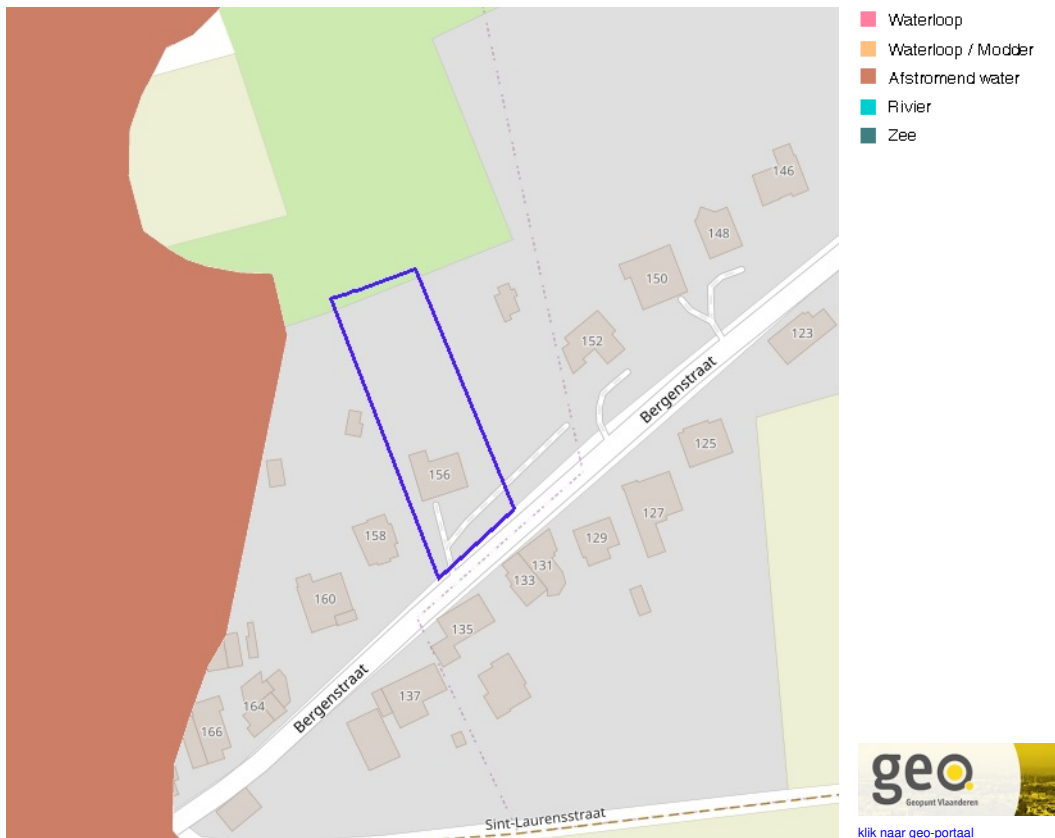 Waterloop
Waterloop / Modder
Afstromend water
Rivier
Zee
146
148
150
152
123
Bergenstraat
125
156
127
158
129
131
133
160
135
Bergenstraat
137
164
166
Sint-Laurensstraat
geo.
Geopunt Vlaanderen
klik naar geo-portaal